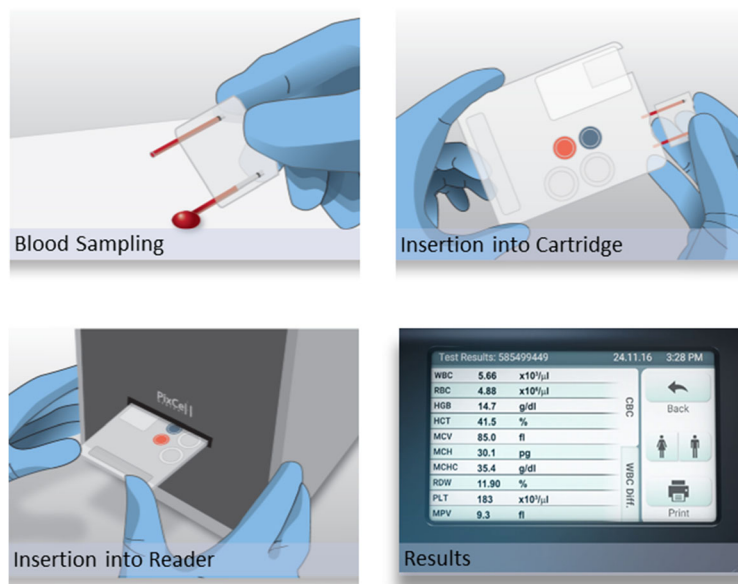 Blood Sampling
Insertion into Cartridge
PixCell
Insertion into Reader
Test Results: 585499449 24.11.16 3:28 PM
WBC 5.66 x10³/µl
RBC 4.88 x10⁶/µl
HGB 14.7 g/dl
HCT 41.5 %
MCV 85.0 fl
MCH 30.1 pg
MCHC 35.4 g/dl
RDW 11.90 %
PLT 183 x10³/µl
MPV 9.3 fl
CBC
WBC Diff.
Back
Print
Results